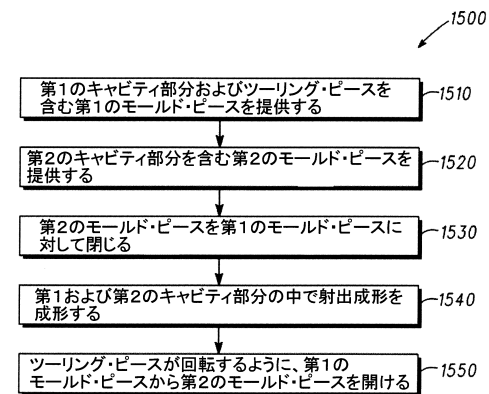 1500
第1のキャビティ部分およびツーリング・ピースを
含む第1のモールド・ピースを提供する
1510
第2のキャビティ部分を含む第2のモールド・ピースを
提供する
1520
第2のモールド・ピースを第1のモールド・ピースに
対して閉じる
1530
第1および第2のキャビティ部分の中で射出成形を
成形する
1540
ツーリング・ピースが回転するように、第1の
モールド・ピースから第2のモールド・ピースを開ける
1550